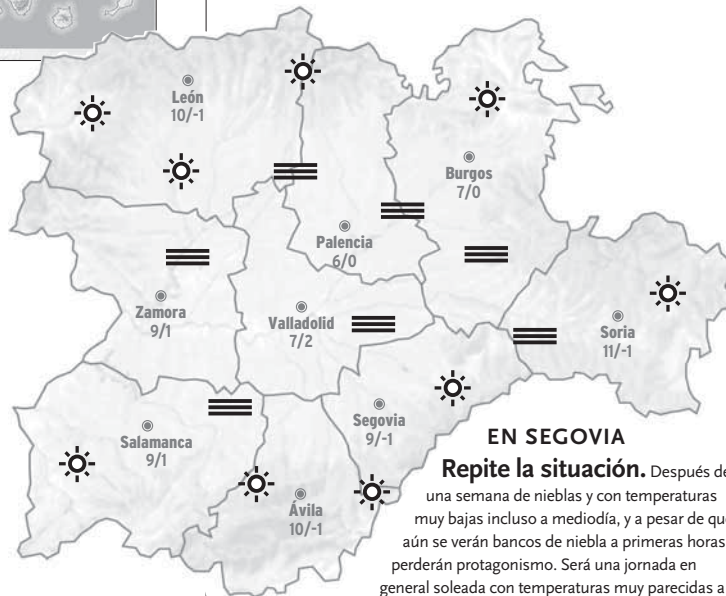 León
10/-1
Burgos
7/0
Palencia
6/0
Zamora
9/1
Valladolid
7/2
Soria
11/-1
Segovia
9/-1
Salamanca
9/1
Ávila
10/-1
EN SEGOVIA
Repite la situación. Después de
una semana de nieblas y con temperaturas
muy bajas incluso a mediodía, y a pesar de que
aún se verán bancos de niebla a primeras horas
perderán protagonismo. Será una jornada en
general soleada con temperaturas muy parecidas a